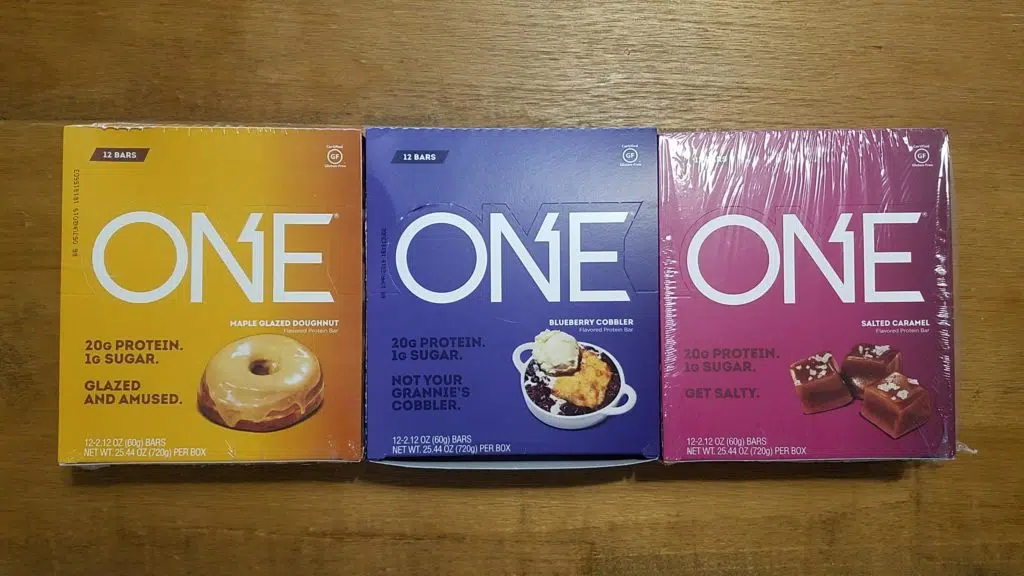 12 BARS
Certified
GF
Gluten-Free
ONE®
MAPLE GLAZED DOUGHNUT
Flavored Protein Bar
20G PROTEIN.
1G SUGAR.
GLAZED
AND AMUSED.
12-2.12 OZ (60g) BARS
NET WT. 25.44 OZ (720g) PER BOX
12 BARS
Certified
GF
Gluten-Free
ONE
BLUEBERRY COBBLER
Flavored Protein Bar
20G PROTEIN.
1G SUGAR.
NOT YOUR
GRANNIE'S
COBBLER.
12-2.12 OZ (60g) BARS
NET WT. 25.44 OZ (720g) PER BOX
BARS
Certified
GF
Gluten-Free
ONE
SALTED CARAMEL
Flavored Protein Bar
20G PROTEIN.
1G SUGAR.
GET SALTY.
12-2.12 OZ (60g) BARS
NET WT. 25.44 OZ (720g) PER BOX